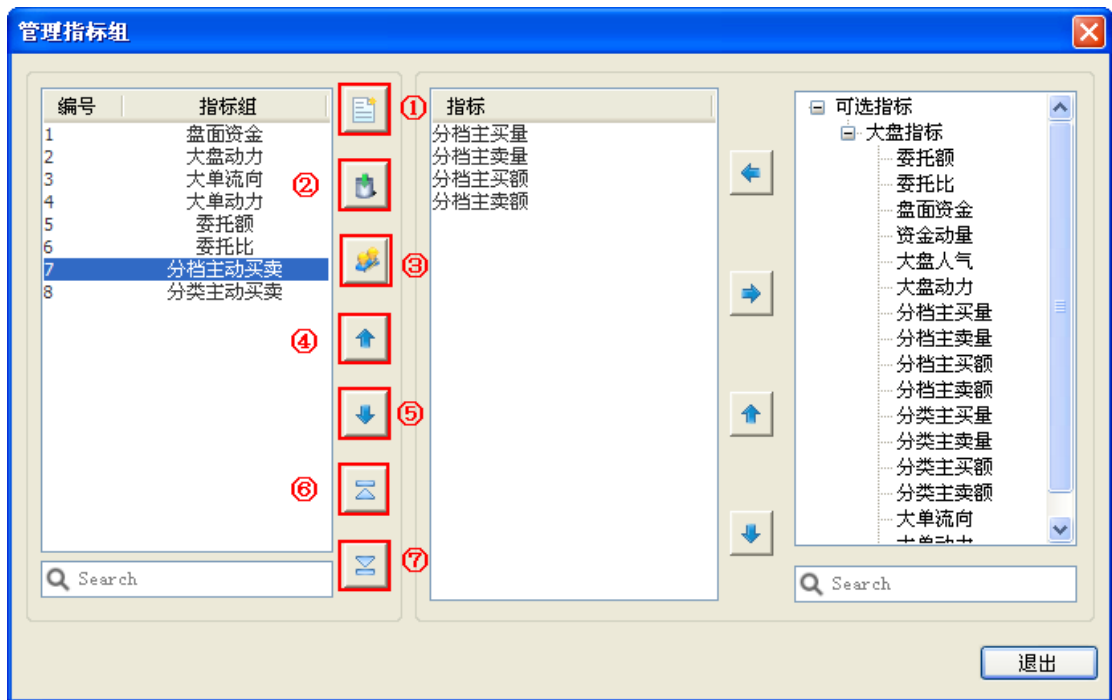 管理指标组
编号 指标组
1 盘面资金
2 大盘动力
3 大单流向
4 大单动力
5 委托额
6 委托比
7 分档主动买卖
8 分类主动买卖
Search
①
②
③
④
⑤
⑥
⑦
指标
分档主买量
分档主卖量
分档主买额
分档主卖额
可选指标
大盘指标
委托额
委托比
盘面资金
资金动量
大盘人气
大盘动力
分档主买量
分档主卖量
分档主买额
分档主卖额
分类主买量
分类主卖量
分类主买额
分类主卖额
大单流向
大单动力
Search
退出